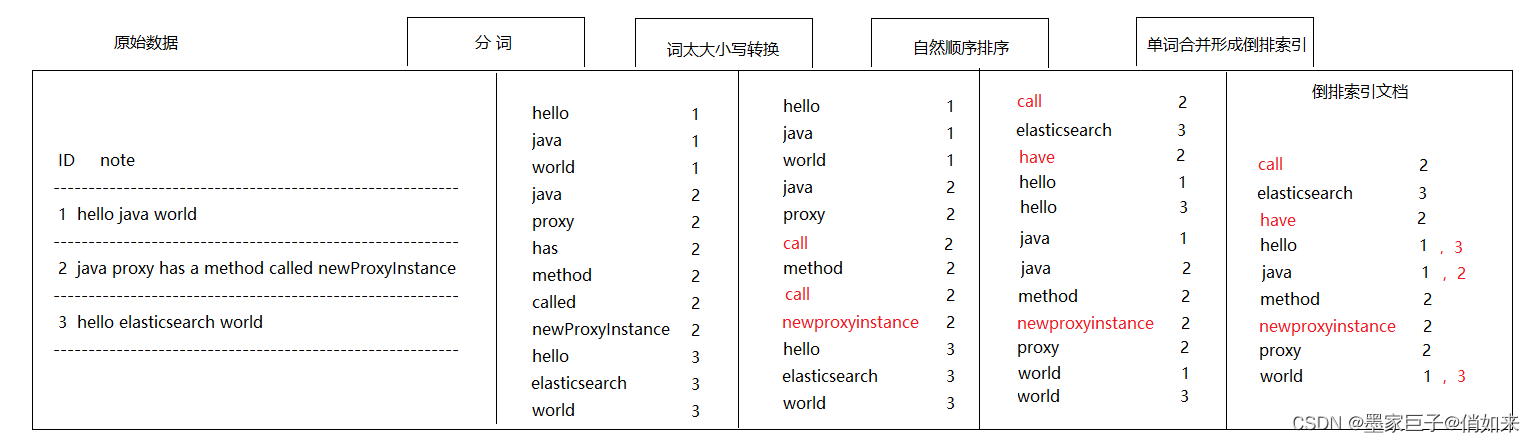 原始数据
分 词
词太大小写转换
自然顺序排序
单词合并形成倒排索引
ID note
1 hello java world
2 java proxy has a method called newProxyInstance
3 hello elasticsearch world
hello 1
java 1
world 1
java 2
proxy 2
has 2
method 2
called 2
newProxyInstance 2
hello 3
elasticsearch 3
world 3
hello 1
java 1
world 1
java 2
proxy 2
call 2
method 2
call 2
newproxyinstance 2
hello 3
elasticsearch 3
world 3
call 2
elasticsearch 3
have 2
hello 1
hello 3
java 1
java 2
method 2
newproxyinstance 2
proxy 2
world 1
world 3
倒排索引文档
call 2
elasticsearch 3
have 2
hello 1 , 3
java 1 , 2
method 2
newproxyinstance 2
proxy 2
world 1 , 3
CSDN @墨家巨子@俏如来